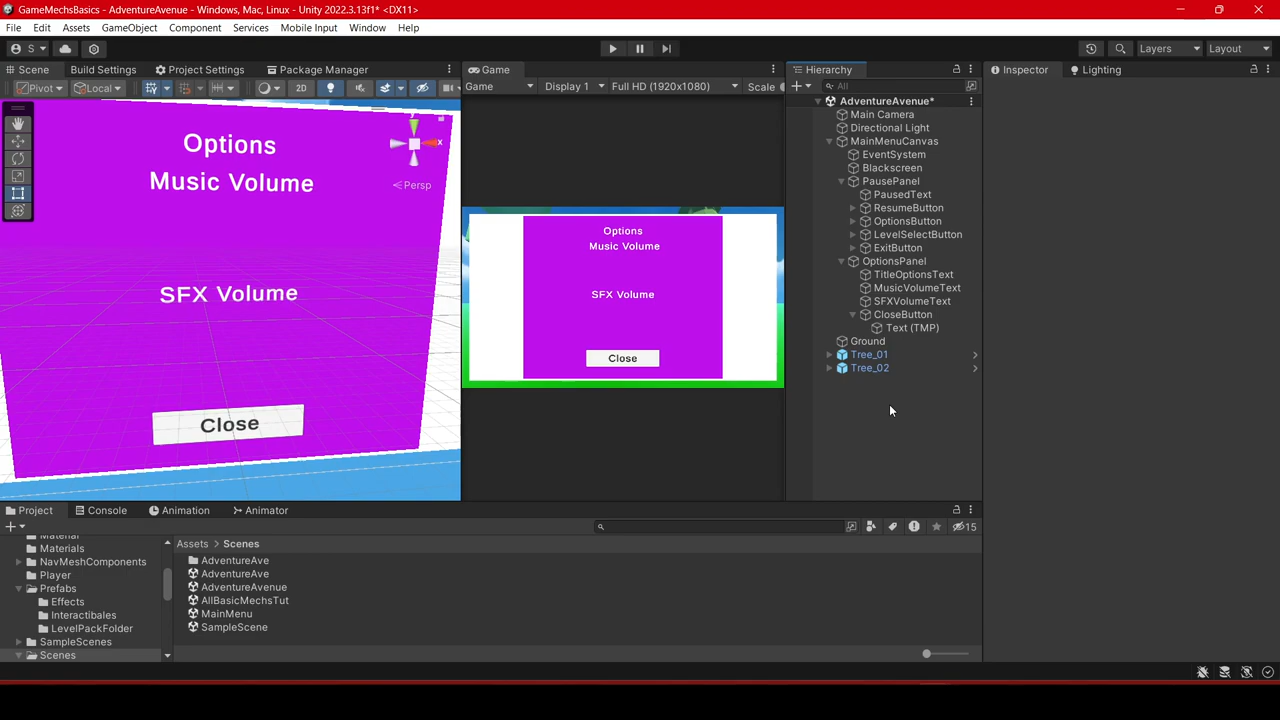 GameMechsBasics - AdventureAvenue - Windows, Mac, Linux - Unity 2022.3.13f1* <DX11>
File Edit Assets GameObject Component Services Mobile Input Window Help
S Layers Layout
Scene Build Settings Project Settings Package Manager
Pivot Local 2D
Persp
x
Options
Music Volume
SFX Volume
Close
Game
Game Display 1 Full HD (1920x1080) Scale
Options
Music Volume
SFX Volume
Close
Hierarchy
All
AdventureAvenue*
Main Camera
Directional Light
MainMenuCanvas
EventSystem
Blackscreen
PausePanel
PausedText
ResumeButton
OptionsButton
LevelSelectButton
ExitButton
OptionsPanel
TitleOptionsText
MusicVolumeText
SFXVolumeText
CloseButton
Text (TMP)
Ground
Tree_01
Tree_02
Inspector Lighting
Project Console Animation Animator
15
Material
Materials
NavMeshComponents
Player
Prefabs
Effects
Interactibales
LevelPackFolder
SampleScenes
Scenes
Assets > Scenes
AdventureAve
AdventureAve
AdventureAvenue
AllBasicMechsTut
MainMenu
SampleScene